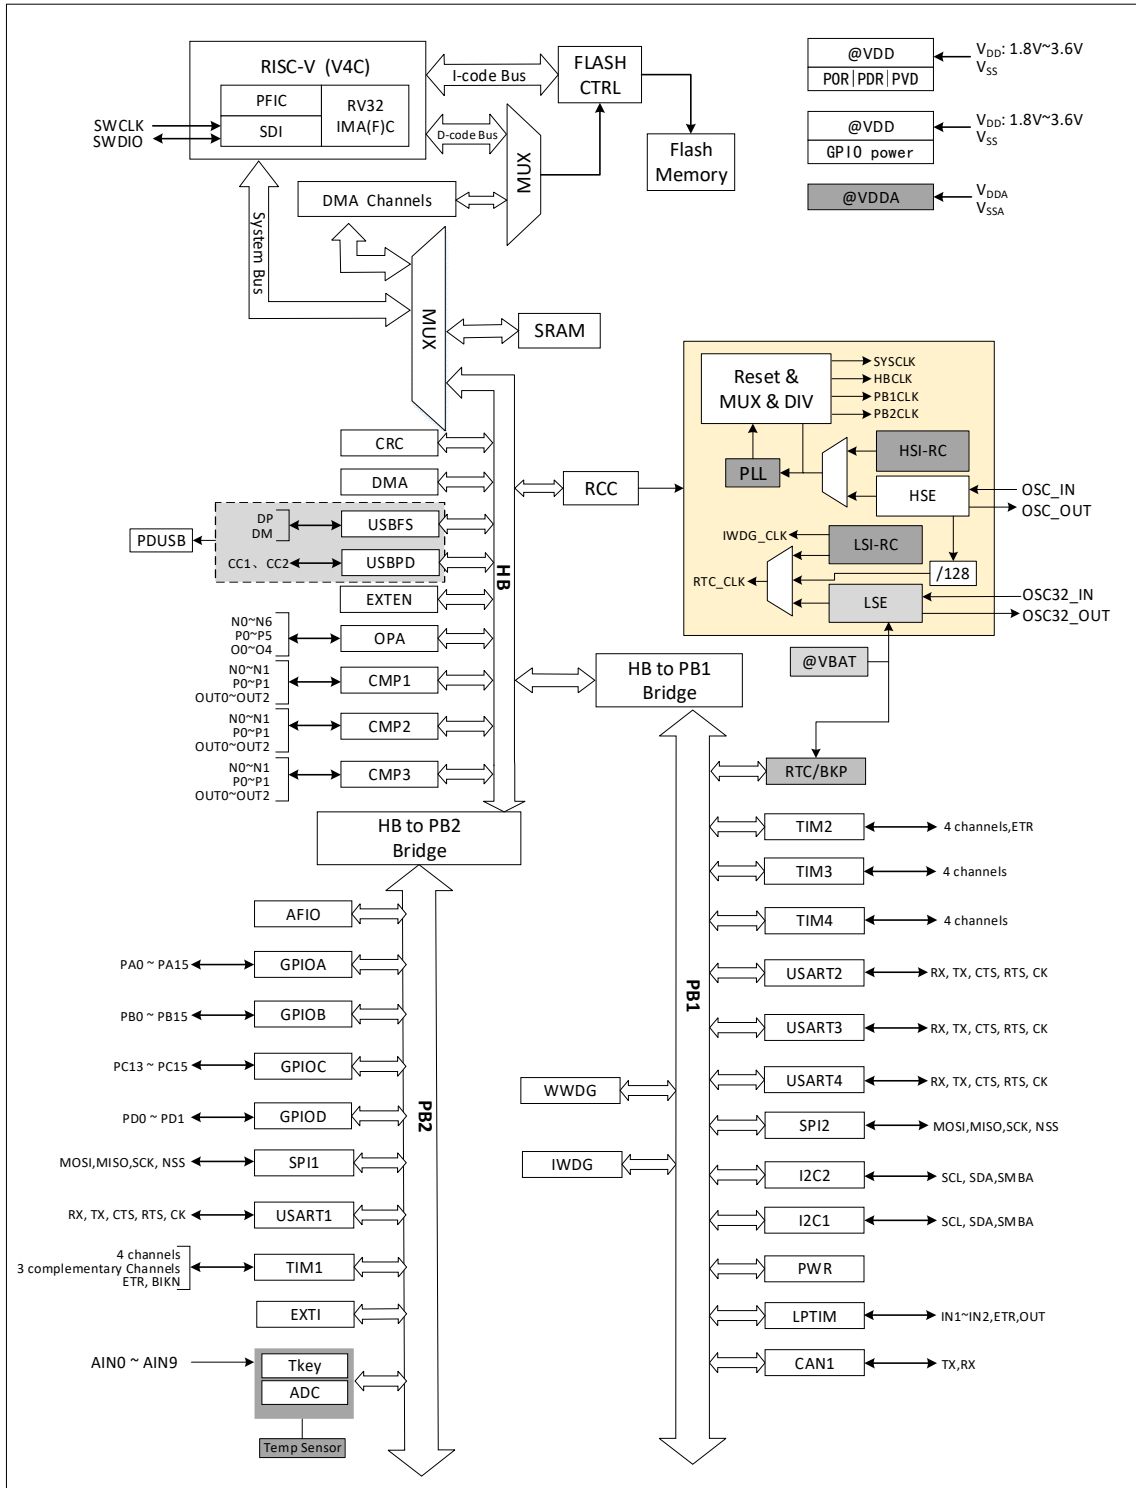 RISC-V (V4C)
PFIC
SDI
RV32
IMA(F)C
SWCLK
SWDIO
I-code Bus
D-code Bus
FLASH
CTRL
MUX
Flash
Memory
DMA Channels
System Bus
@VDD
POR|PDR|PVD
VDD: 1.8V~3.6V
VSS
@VDD
GPIO power
VDD: 1.8V~3.6V
VSS
@VDDA
VDDA
VSSA
MUX
SRAM
Reset &
MUX & DIV
SYSCLK
HBCLK
PB1CLK
PB2CLK
PLL
HSI-RC
HSE
OSC_IN
OSC_OUT
IWDG_CLK
LSI-RC
RTC_CLK
/128
LSE
OSC32_IN
OSC32_OUT
RCC
@VBAT
HB
CRC
DMA
PDUSB
DP
DM
USBFS
CC1、CC2
USBPD
EXTEN
N0~N6
P0~P5
O0~O4
OPA
N0~N1
P0~P1
OUT0~OUT2
CMP1
N0~N1
P0~P1
OUT0~OUT2
CMP2
N0~N1
P0~P1
OUT0~OUT2
CMP3
HB to PB1
Bridge
HB to PB2
Bridge
PB2
AFIO
PA0 ~ PA15
GPIOA
PB0 ~ PB15
GPIOB
PC13 ~ PC15
GPIOC
PD0 ~ PD1
GPIOD
MOSI,MISO,SCK, NSS
SPI1
RX, TX, CTS, RTS, CK
USART1
4 channels
3 complementary Channels
ETR, BIKN
TIM1
EXTI
AIN0 ~ AIN9
Tkey
ADC
Temp Sensor
PB1
WWDG
IWDG
RTC/BKP
TIM2
4 channels,ETR
TIM3
4 channels
TIM4
4 channels
USART2
RX, TX, CTS, RTS, CK
USART3
RX, TX, CTS, RTS, CK
USART4
RX, TX, CTS, RTS, CK
SPI2
MOSI,MISO,SCK, NSS
I2C2
SCL, SDA,SMBA
I2C1
SCL, SDA,SMBA
PWR
LPTIM
IN1~IN2,ETR,OUT
CAN1
TX,RX